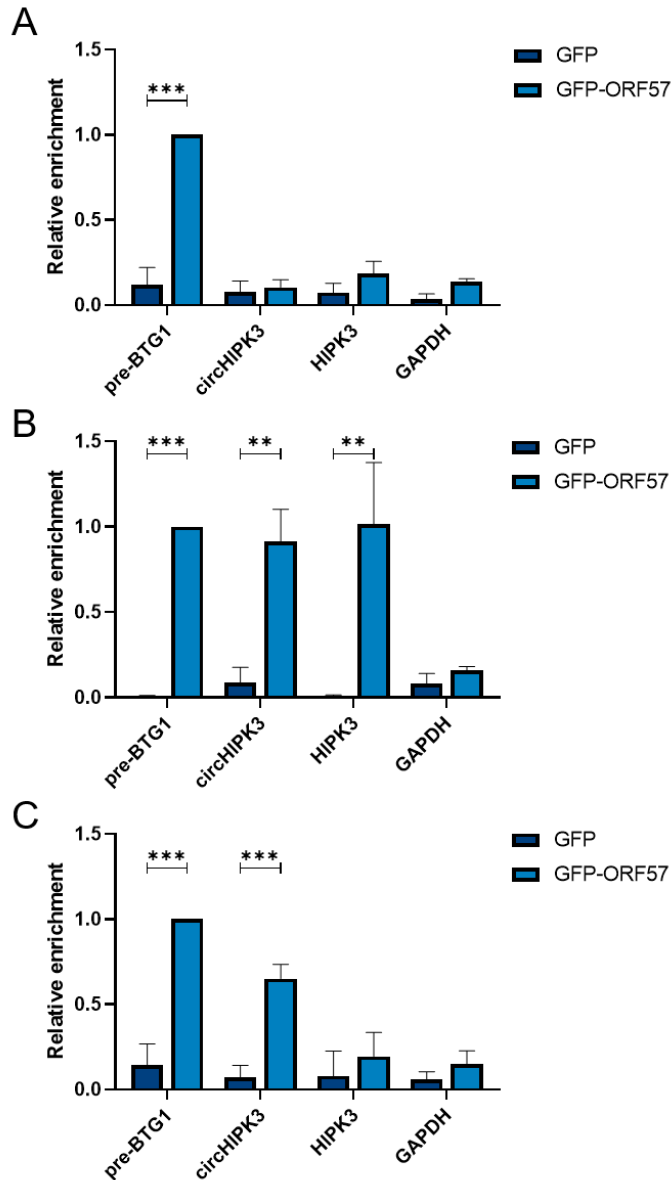 A
1.5
1.0
0.5
0.0
Relative enrichment
***
GFP
GFP-ORF57
pre-BTG1
circHIPK3
HIPK3
GAPDH
B
1.5
1.0
0.5
0.0
Relative enrichment
***
**
**
GFP
GFP-ORF57
pre-BTG1
circHIPK3
HIPK3
GAPDH
C
1.5
1.0
0.5
0.0
Relative enrichment
***
***
GFP
GFP-ORF57
pre-BTG1
circHIPK3
HIPK3
GAPDH